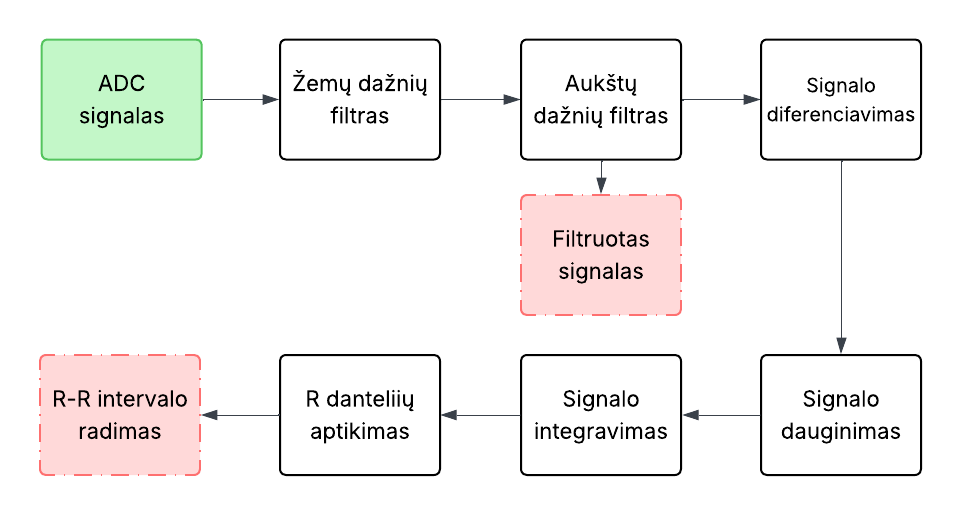 ADC
signalas
Žemų dažnių
filtras
Aukštų
dažnių filtras
Signalo
diferenciavimas
Filtruotas
signalas
R-R intervalo
radimas
R danteliių
aptikimas
Signalo
integravimas
Signalo
dauginimas